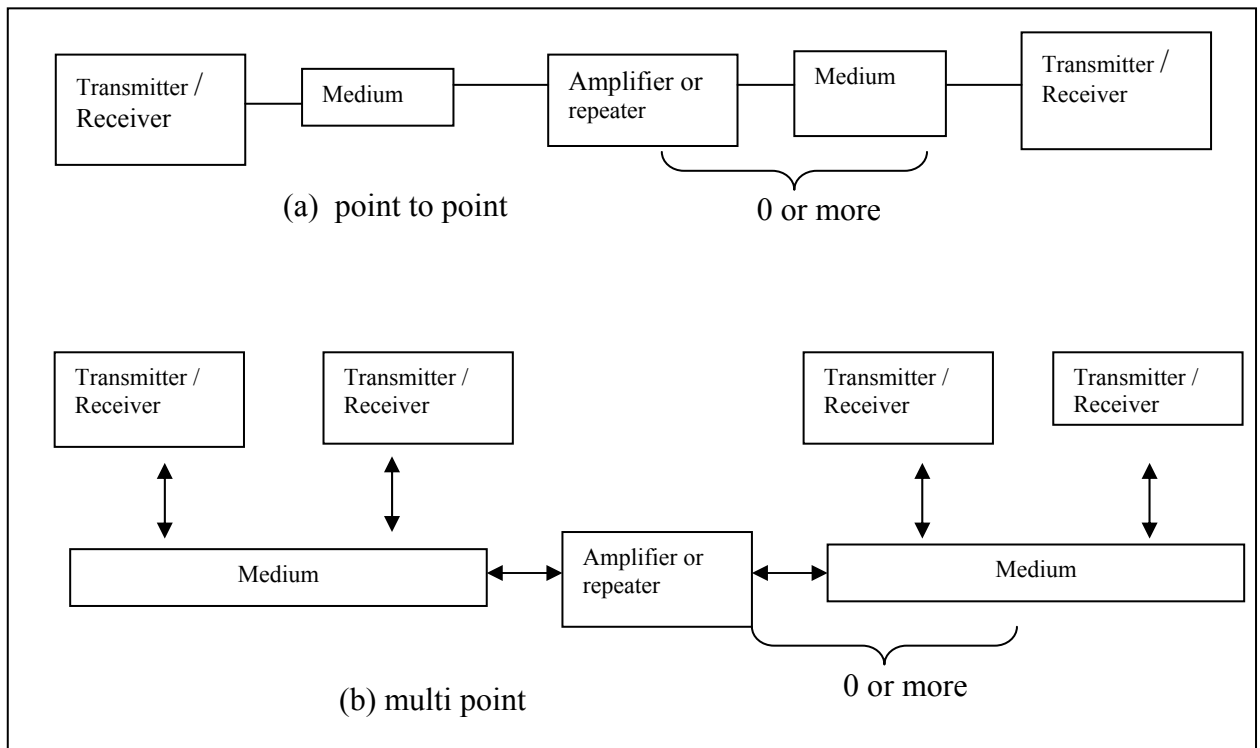 Transmitter /
Receiver
Medium
Amplifier or
repeater
Medium
Transmitter /
Receiver
(a) point to point
0 or more
Transmitter /
Receiver
Transmitter /
Receiver
Transmitter /
Receiver
Transmitter /
Receiver
Medium
Amplifier or
repeater
Medium
0 or more
(b) multi point